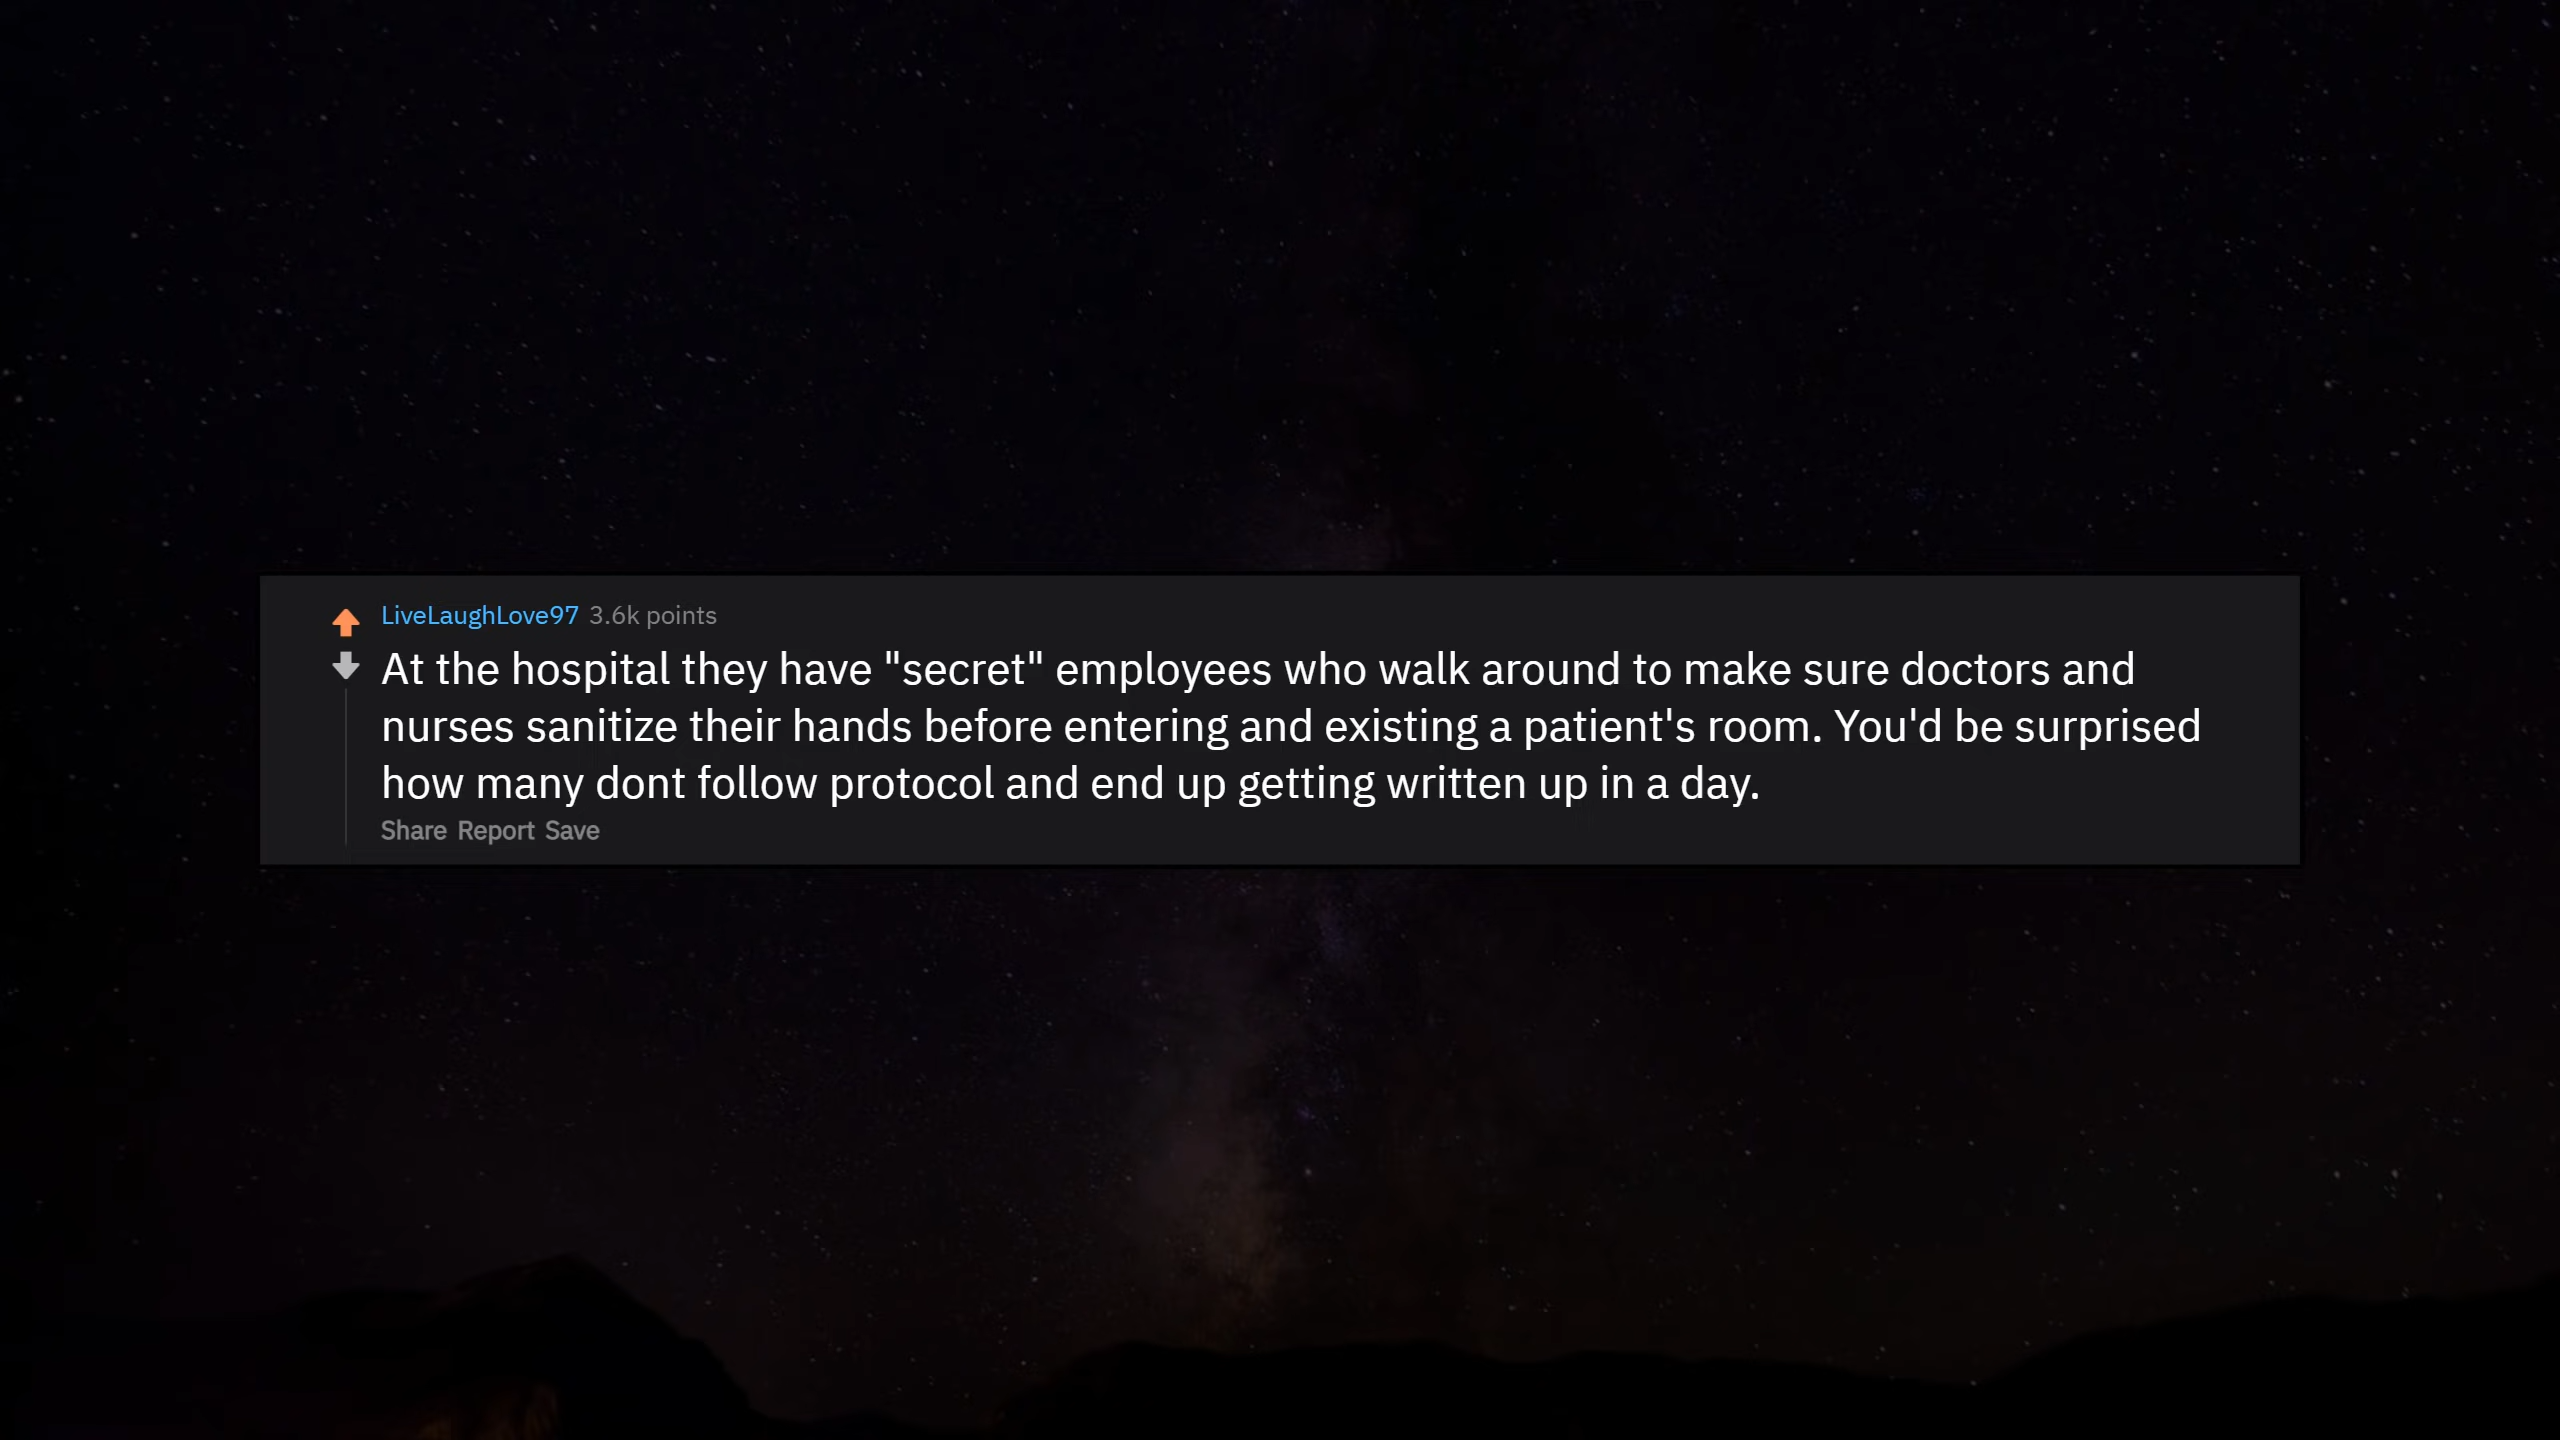 LiveLaughLove97 3.6k points
At the hospital they have "secret" employees who walk around to make sure doctors and
nurses sanitize their hands before entering and existing a patient's room. You'd be surprised
how many dont follow protocol and end up getting written up in a day.
Share Report Save